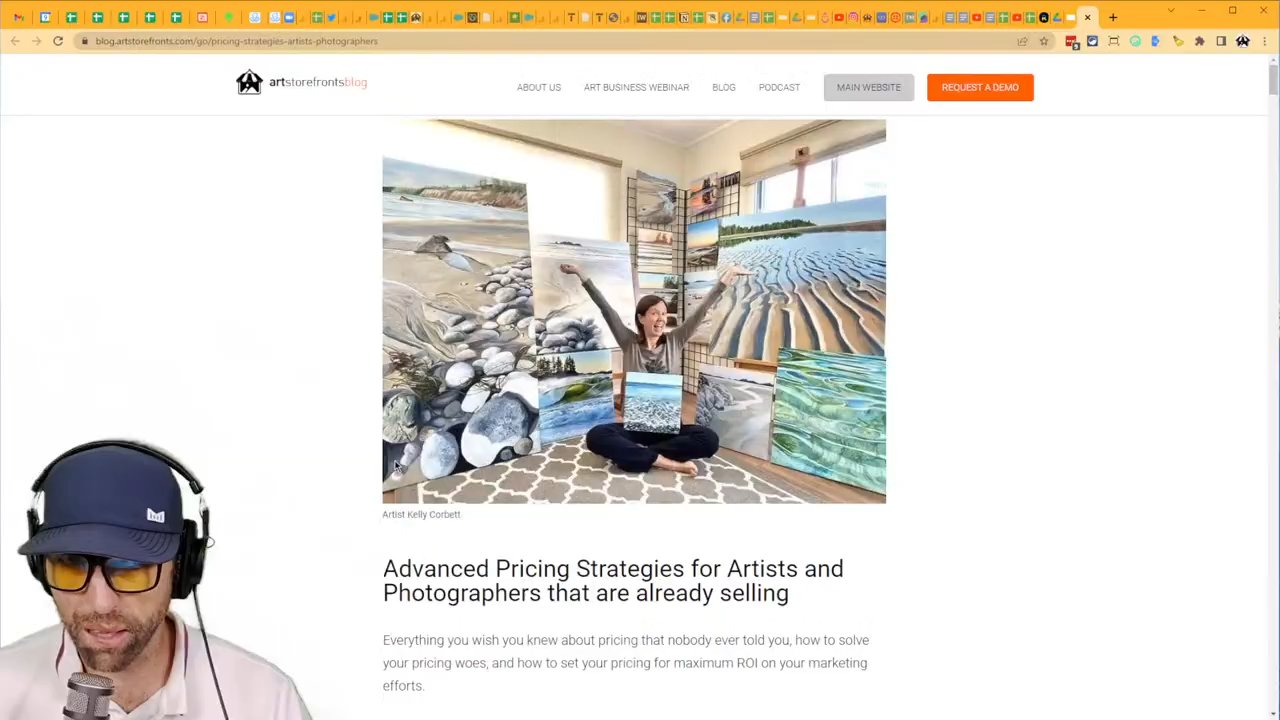 blog.artstorefronts.com/go/pricing-strategies-artists-photographers
artstorefrontsblog
ABOUT US
ART BUSINESS WEBINAR
BLOG
PODCAST
MAIN WEBSITE
REQUEST A DEMO
Artist Kelly Corbett
Advanced Pricing Strategies for Artists and
Photographers that are already selling
Everything you wish you knew about pricing that nobody ever told you, how to solve
your pricing woes, and how to set your pricing for maximum ROI on your marketing
efforts.